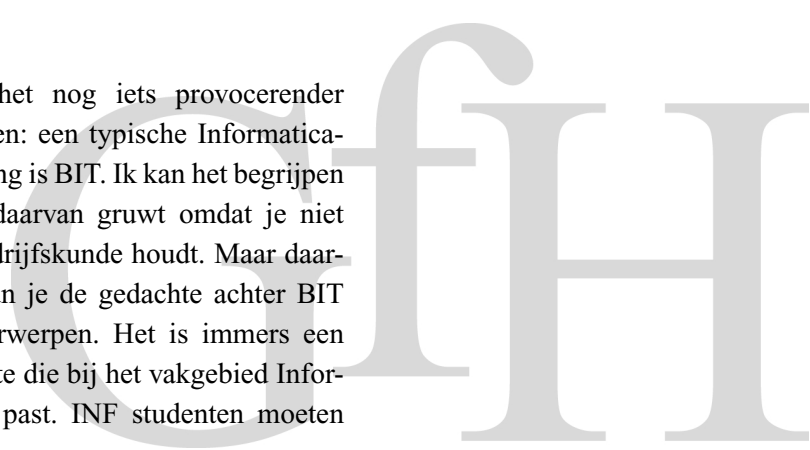 het nog iets provocerender
en: een typische Informatica-
ng is BIT. Ik kan het begrijpen
daarvan gruwt omdat je niet
drijfskunde houdt. Maar daar-
n je de gedachte achter BIT
rwerpen. Het is immers een
te die bij het vakgebied Infor-
past. INF studenten moeten
GfH